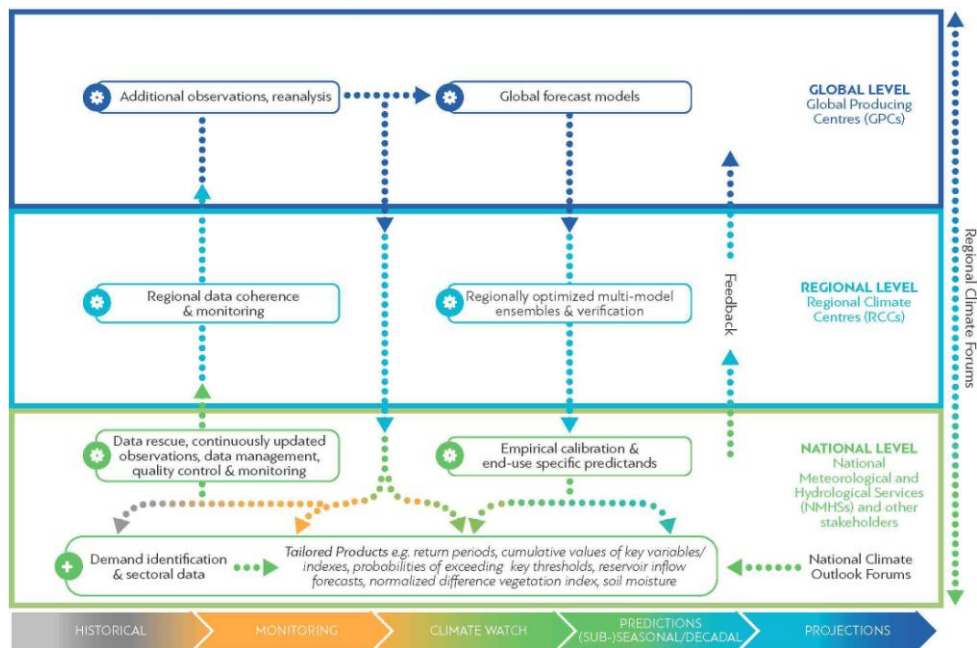 Additional observations, reanalysis
Global forecast models
GLOBAL LEVEL
Global Producing
Centres (GPCs)
Regional data coherence
& monitoring
Regionally optimized multi-model
ensembles & verification
Feedback
REGIONAL LEVEL
Regional Climate
Centres (RCCs)
Regional Climate Forums
Data rescue, continuously updated
observations, data management,
quality control & monitoring
Empirical calibration &
end-use specific predictands
NATIONAL LEVEL
National
Meteorological and
Hydrological Services
(NMHSs) and other
stakeholders
Demand identification
& sectoral data
Tailored Products e.g. return periods, cumulative values of key variables/
indexes, probabilities of exceeding key thresholds, reservoir inflow
forecasts, normalized difference vegetation index, soil moisture
National Climate
Outlook Forums
HISTORICAL
MONITORING
CLIMATE WATCH
PREDICTIONS
(SUB-)SEASONAL/DECADAL
PROJECTIONS